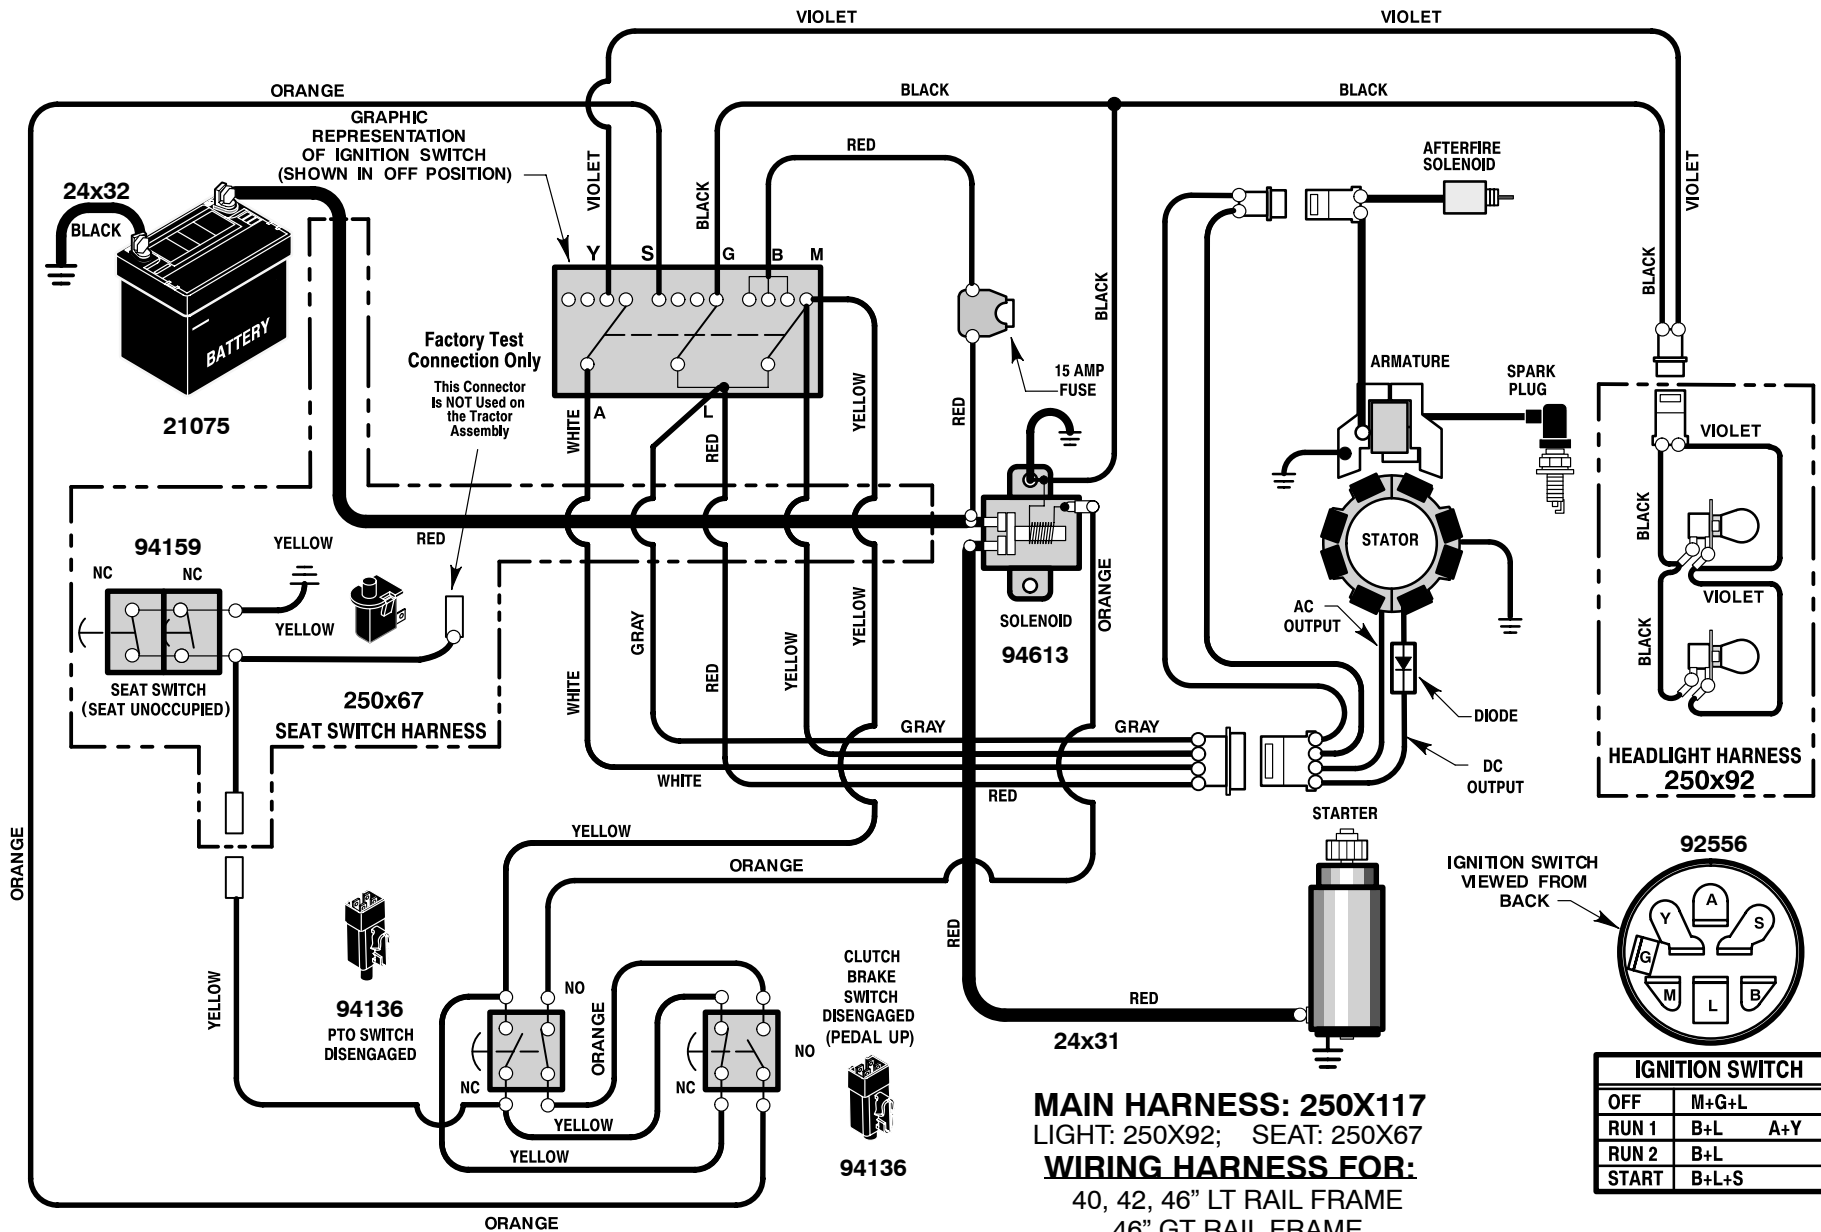 VIOLET
VIOLET
ORANGE
BLACK
BLACK
GRAPHIC
REPRESENTATION
OF IGNITION SWITCH
(SHOWN IN OFF POSITION)
RED
AFTERFIRE
SOLENOID
24x32
BLACK
VIOLET
BLACK
VIOLET
BLACK
BLACK
Y S G B M
BATTERY
21075
Factory Test
Connection Only
This Connector
Is NOT Used on
the Tractor
Assembly
15 AMP
FUSE
ARMATURE
SPARK
PLUG
WHITE
A
L
RED
YELLOW
RED
VIOLET
94159
NC
NC
YELLOW
RED
YELLOW
SEAT SWITCH
(SEAT UNOCCUPIED)
250x67
SEAT SWITCH HARNESS
GRAY
WHITE
RED
YELLOW
YELLOW
SOLENOID
94613
ORANGE
STATOR
AC
OUTPUT
DIODE
DC
OUTPUT
BLACK
VIOLET
BLACK
HEADLIGHT HARNESS
250x92
GRAY
GRAY
WHITE
RED
STARTER
YELLOW
ORANGE
ORANGE
92556
IGNITION SWITCH
VIEWED FROM
BACK
A
Y
S
G
M
L
B
RED
YELLOW
94136
PTO SWITCH
DISENGAGED
NO
NC
ORANGE
CLUTCH
BRAKE
SWITCH
DISENGAGED
(PEDAL UP)
NO
NC
94136
YELLOW
YELLOW
ORANGE
RED
24x31
MAIN HARNESS: 250X117
LIGHT: 250X92; SEAT: 250X67
WIRING HARNESS FOR:
40, 42, 46” LT RAIL FRAME
46” GT RAIL FRAME
IGNITION SWITCH
OFF M+G+L
RUN 1 B+L A+Y
RUN 2 B+L
START B+L+S